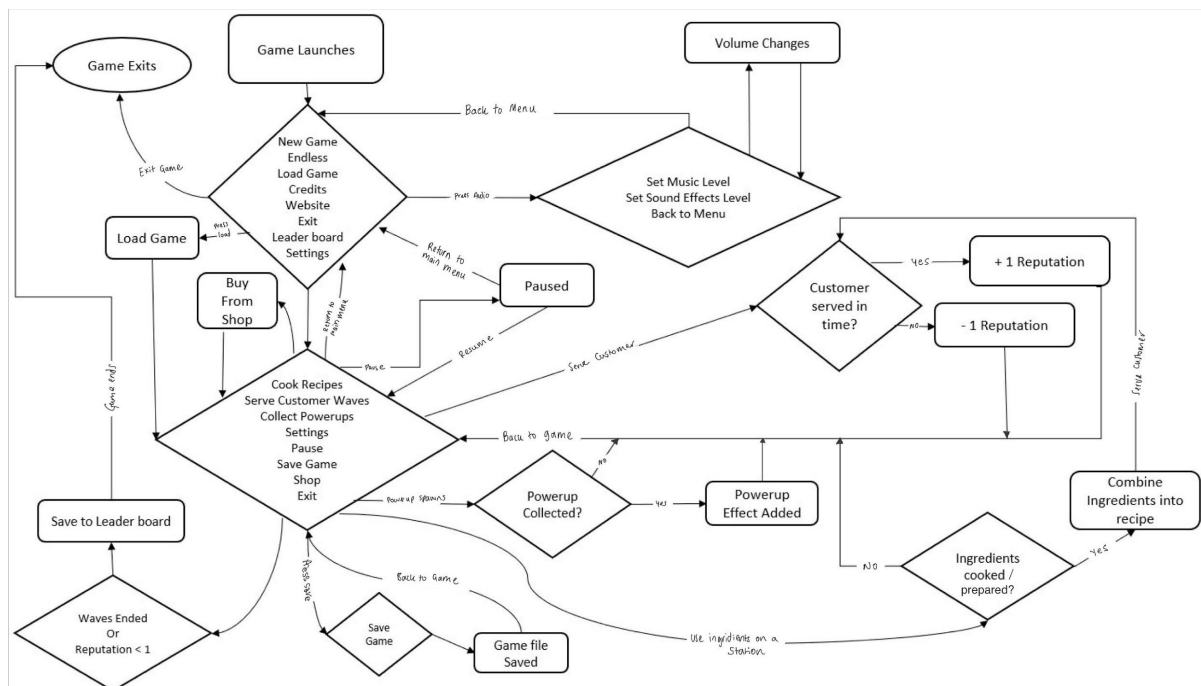 Game Launches
Volume Changes
Game Exits
Back to Menu
New Game
Endless
Load Game
Credits
Website
Exit
Leader board
Settings
Exit Game
Press Audio
Set Music Level
Set Sound Effects Level
Back to Menu
Press
load
Load Game
Return to
main menu
Buy
From
Shop
Return to
main menu
Paused
Customer
served in
time?
Yes
+ 1 Reputation
NO
- 1 Reputation
Pause
Resume
Serve Customer
Serve Customer
Game ends
Cook Recipes
Serve Customer Waves
Collect Powerups
Settings
Pause
Save Game
Shop
Exit
Back to game
Powerup spawns
Powerup
Collected?
NO
Yes
Powerup
Effect Added
Combine
Ingredients into
recipe
Save to Leader board
Ingredients
cooked /
prepared?
NO
Yes
Waves Ended
Or
Reputation < 1
Press save
Back to Game
Save
Game
Game file
Saved
Use ingridients on a
Station